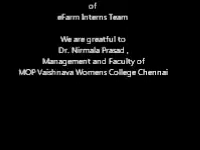 of
eFarm Interns Team
We are greatful to
Dr. Nirmala Prasad ,
Management and Faculty of
MOP Vaishnava Womens College Chennai